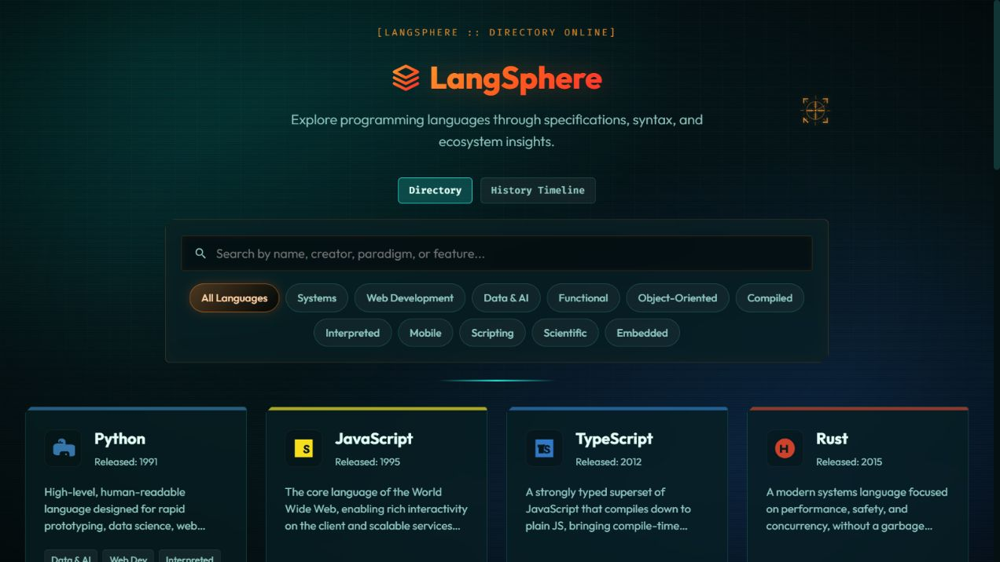 [LANGSPHERE :: DIRECTORY ONLINE]
LangSphere
Explore programming languages through specifications, syntax, and
ecosystem insights.
Directory
History Timeline
Search by name, creator, paradigm, or feature...
All Languages
Systems
Web Development
Data & AI
Functional
Object-Oriented
Compiled
Interpreted
Mobile
Scripting
Scientific
Embedded
Python
Released: 1991
High-level, human-readable
language designed for rapid
prototyping, data science, web...
Data & AI
Web Dev
Interpreted
S
JavaScript
Released: 1995
The core language of the World
Wide Web, enabling rich interactivity
on the client and scalable services...
TS
TypeScript
Released: 2012
A strongly typed superset of
JavaScript that compiles down to
plain JS, bringing compile-time...
H
Rust
Released: 2015
A modern systems language focused
on performance, safety, and
concurrency, without a garbage...